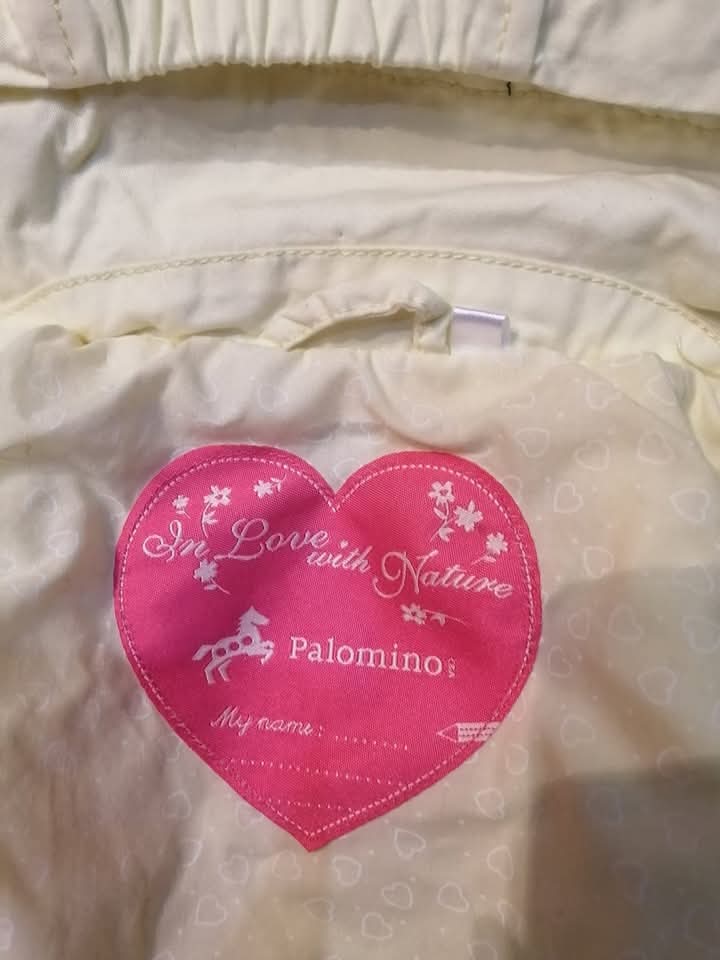 In Love with Nature
Palomino C&A
My name: ..........